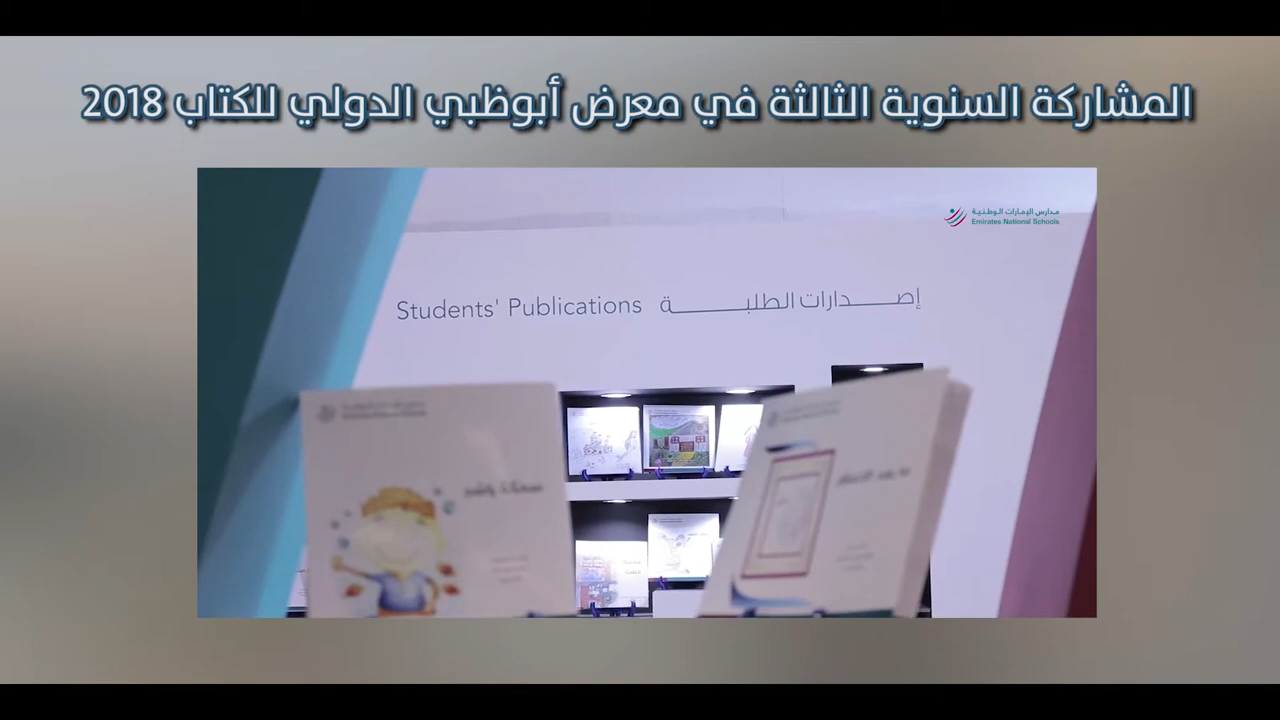 المشاركة السنوية الثالثة في معرض أبوظبي الدولي للكتاب 2018
مدارس الإمارات الوطنية
Emirates National Schools
Students' Publications إصدارات الطلبة